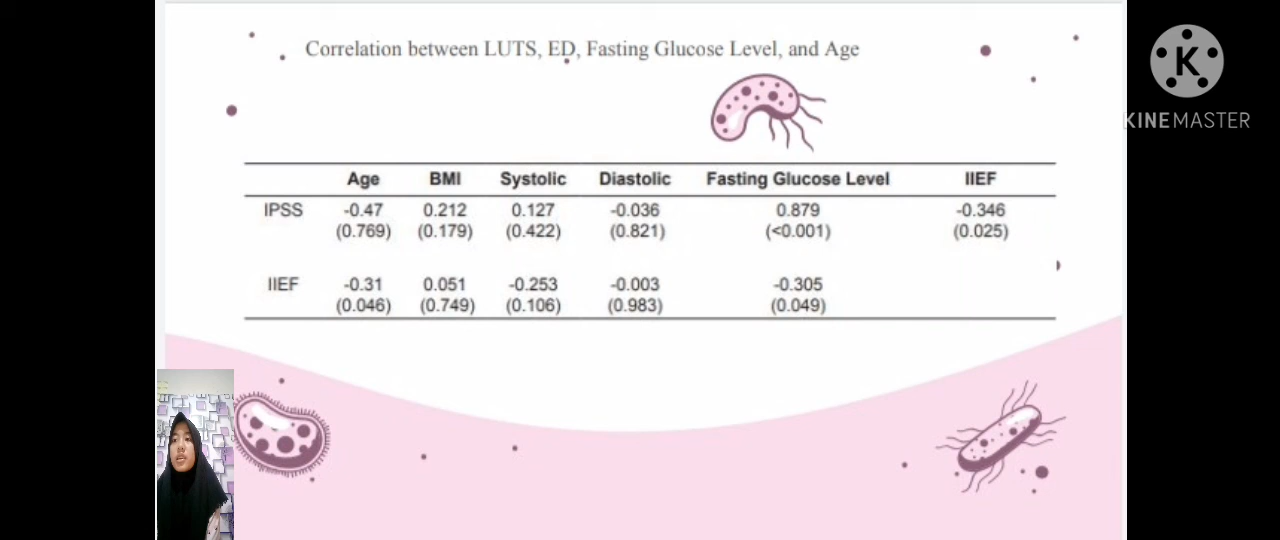 Correlation between LUTS, ED, Fasting Glucose Level, and Age
K
KINEMASTER
Age BMI Systolic Diastolic Fasting Glucose Level IIEF
IPSS -0.47 0.212 0.127 -0.036 0.879 -0.346
(0.769) (0.179) (0.422) (0.821) (<0.001) (0.025)
IIEF -0.31 0.051 -0.253 -0.003 -0.305
(0.046) (0.749) (0.106) (0.983) (0.049)